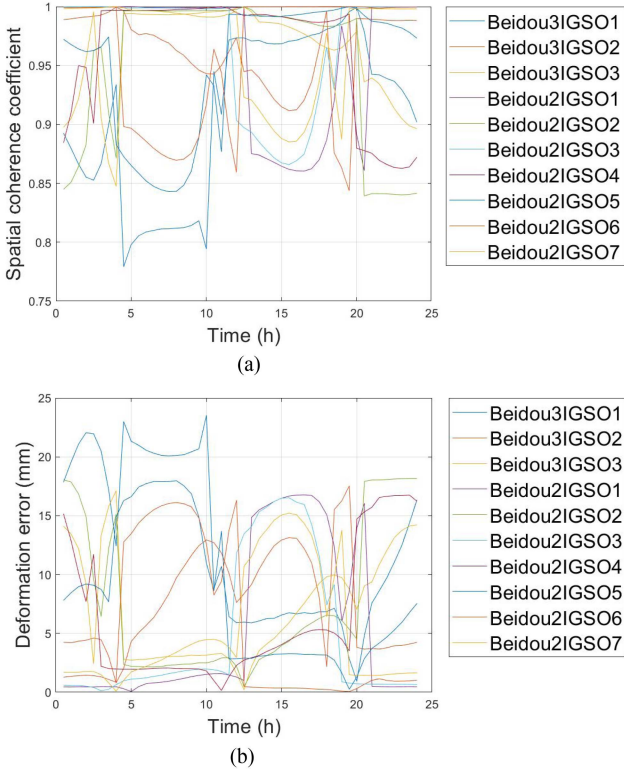 1
0.95
0.9
0.85
0.8
0.75
Spatial coherence coefficient
0 5 10 15 20 25
Time (h)
Beidou3IGSO1
Beidou3IGSO2
Beidou3IGSO3
Beidou2IGSO1
Beidou2IGSO2
Beidou2IGSO3
Beidou2IGSO4
Beidou2IGSO5
Beidou2IGSO6
Beidou2IGSO7
(a)
25
20
15
10
5
0
Deformation error (mm)
0 5 10 15 20 25
Time (h)
Beidou3IGSO1
Beidou3IGSO2
Beidou3IGSO3
Beidou2IGSO1
Beidou2IGSO2
Beidou2IGSO3
Beidou2IGSO4
Beidou2IGSO5
Beidou2IGSO6
Beidou2IGSO7
(b)